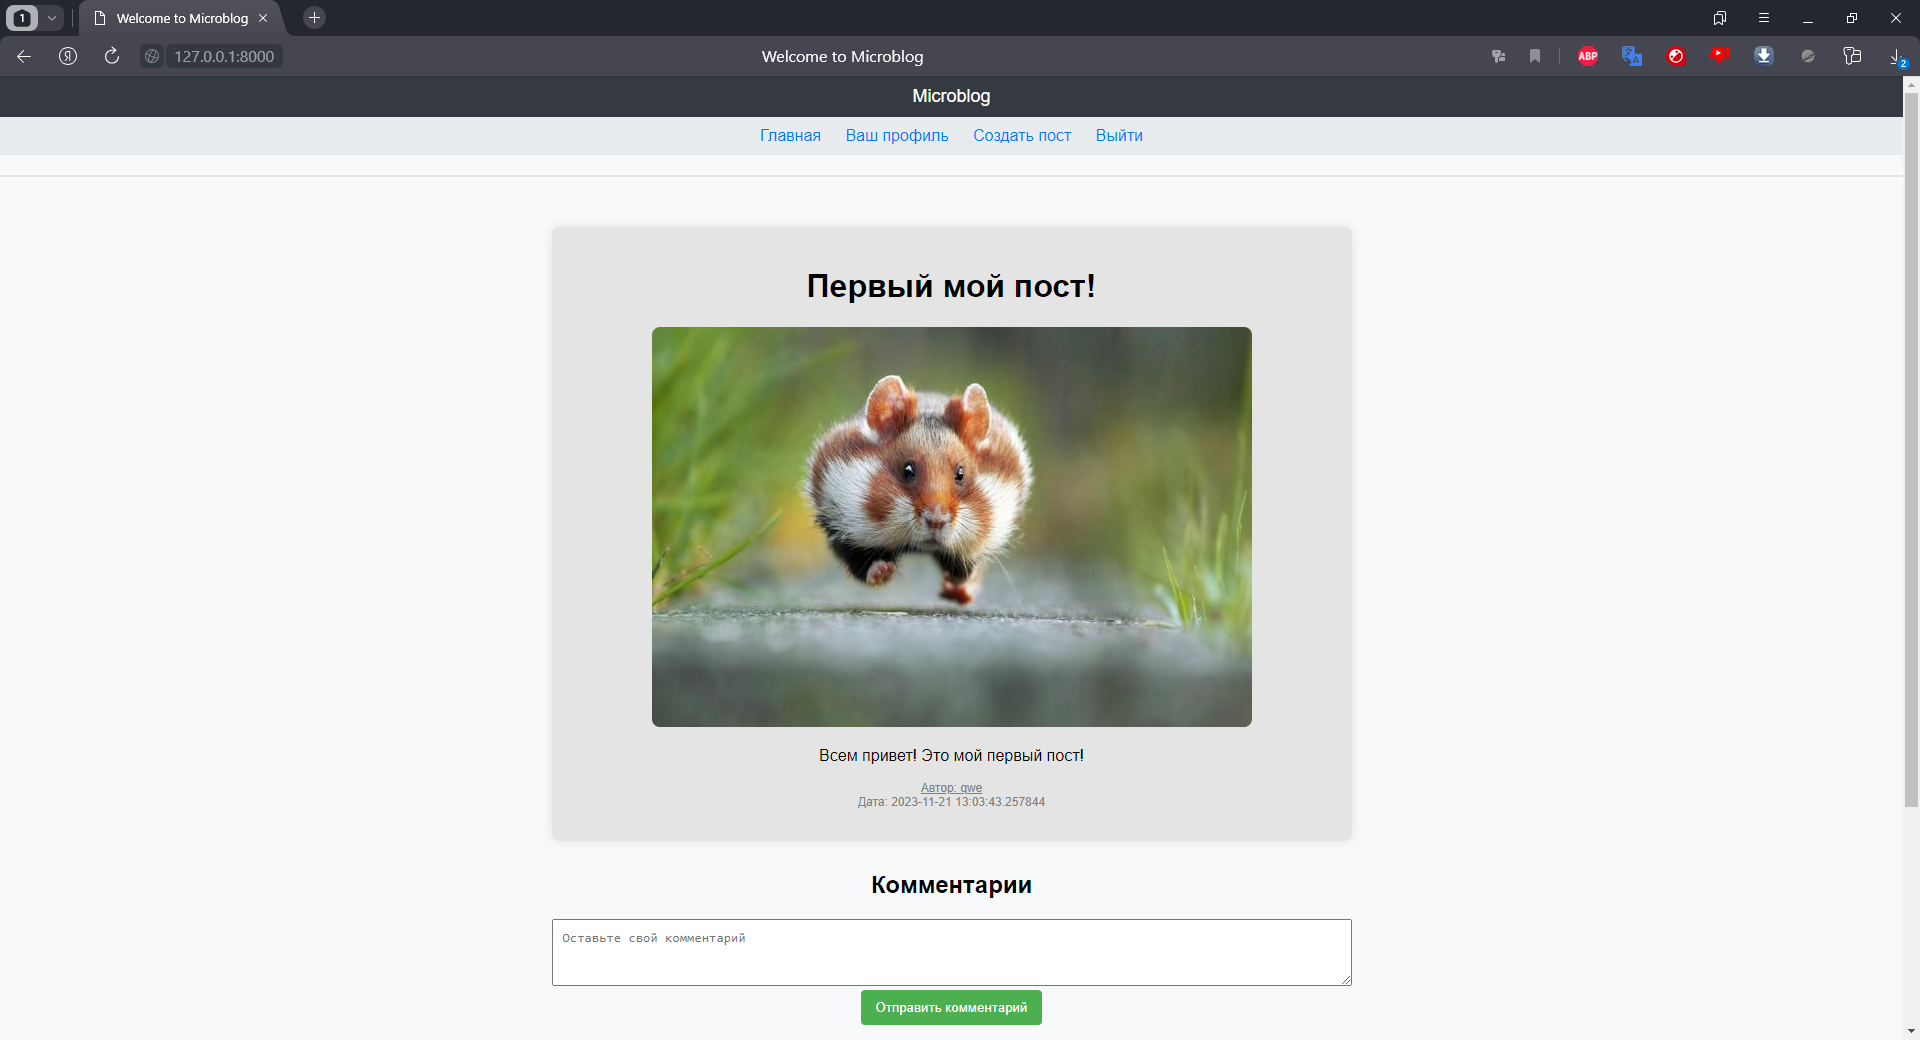 1
Welcome to Microblog
127.0.0.1:8000
Welcome to Microblog
ABP
2
Microblog
Главная Ваш профиль Создать пост Выйти
Первый мой пост!
Всем привет! Это мой первый пост!
Автор: qwe
Дата: 2023-11-21 13:03:43.257844
Комментарии
Оставьте свой комментарий
Отправить комментарий